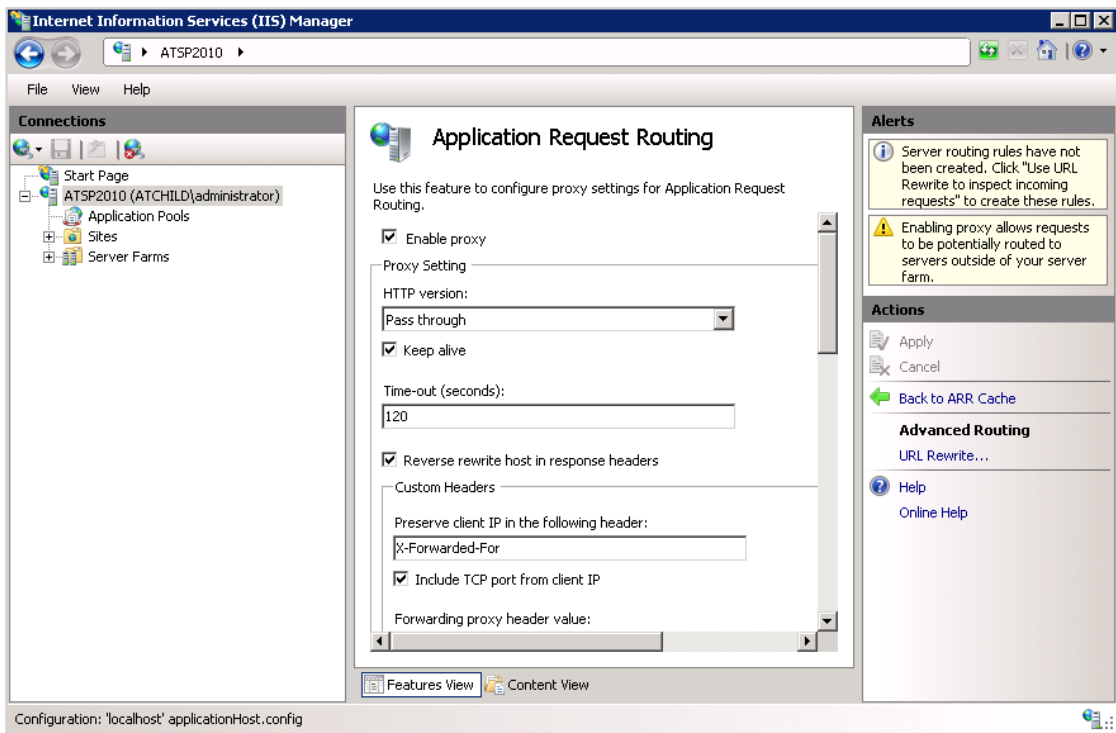 Internet Information Services (IIS) Manager
ATSP2010
File View Help
Connections
Start Page
ATSP2010 (ATCHILD\administrator)
Application Pools
Sites
Server Farms
Application Request Routing
Use this feature to configure proxy settings for Application Request
Routing.
Enable proxy
Proxy Setting
HTTP version:
Pass through
Keep alive
Time-out (seconds):
120
Reverse rewrite host in response headers
Custom Headers
Preserve client IP in the following header:
X-Forwarded-For
Include TCP port from client IP
Forwarding proxy header value:
Features View Content View
Alerts
Server routing rules have not
been created. Click "Use URL
Rewrite to inspect incoming
requests" to create these rules.
Enabling proxy allows requests
to be potentially routed to
servers outside of your server
farm.
Actions
Apply
Cancel
Back to ARR Cache
Advanced Routing
URL Rewrite...
Help
Online Help
Configuration: 'localhost' applicationHost.config